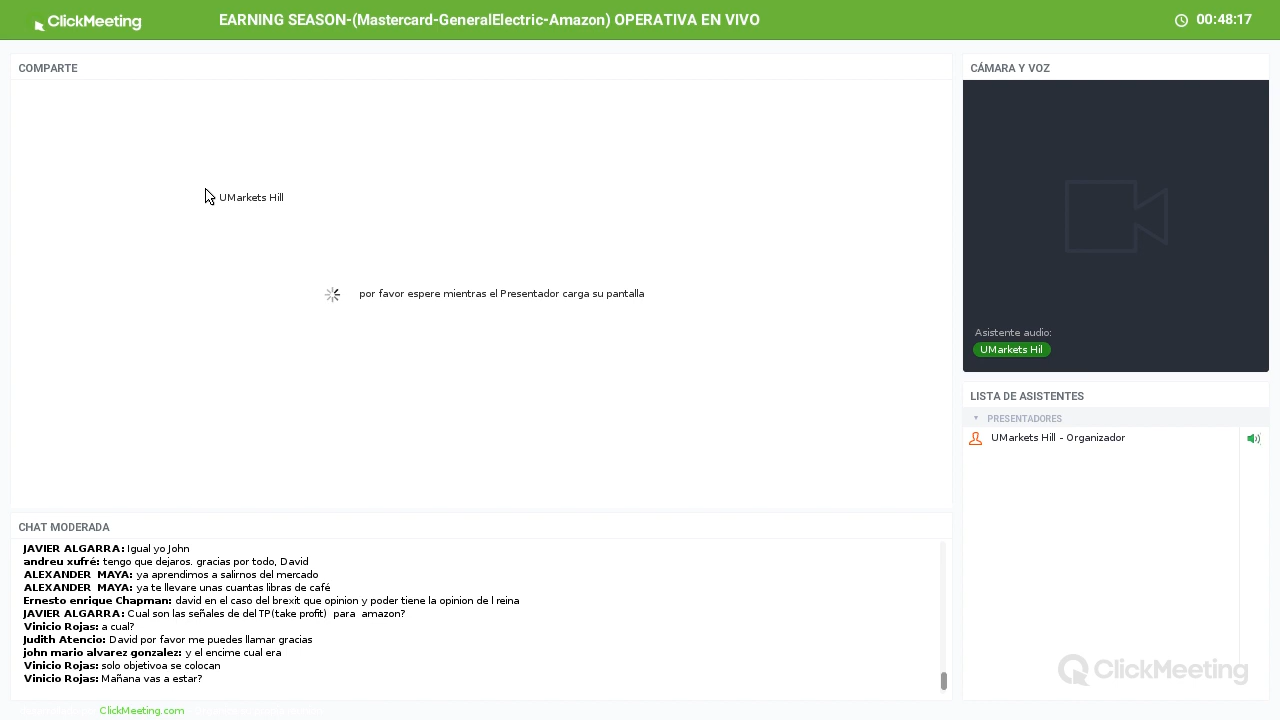 ClickMeeting
EARNING SEASON-(Mastercard-GeneralElectric-Amazon) OPERATIVA EN VIVO
00:48:17
COMPARTE
CÁMARA Y VOZ
UMarkets Hill
por favor espere mientras el Presentador carga su pantalla
Asistente audio:
UMarkets Hil
LISTA DE ASISTENTES
PRESENTADORES
UMarkets Hill - Organizador
CHAT MODERADA
JAVIER ALGARRA: Igual yo John
andreu xufré: tengo que dejaros. gracias por todo, David
ALEXANDER MAYA: ya aprendimos a salirnos del mercado
ALEXANDER MAYA: ya te llevare unas cuantas libras de café
Ernesto enrique Chapman: david en el caso del brexit que opinion y poder tiene la opinion de l reina
JAVIER ALGARRA: Cual son las señales de del TP(take profit) para amazon?
Vinicio Rojas: a cual?
Judith Atencio: David por favor me puedes llamar gracias
john mario alvarez gonzalez: y el encime cual era
Vinicio Rojas: solo objetivoa se colocan
Vinicio Rojas: Mañana vas a estar?
ClickMeeting
ClickMeeting.com